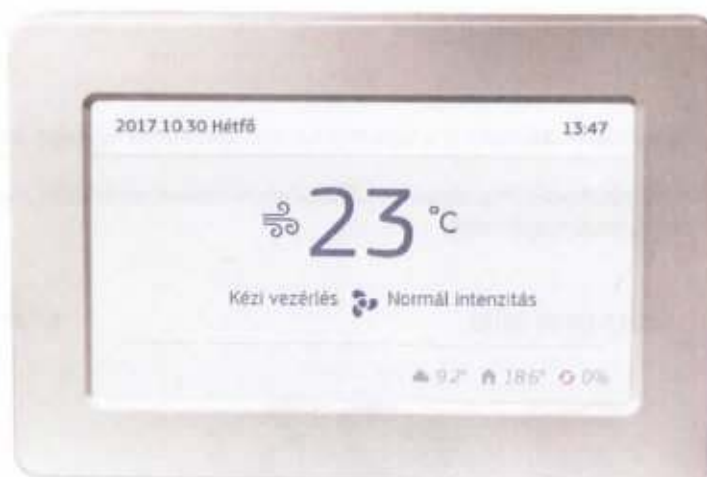 2017.10.30 Hétfő 13:47
23 °C
Kézi vezérlés Normál intenzitás
9.2° 18.6° 0%